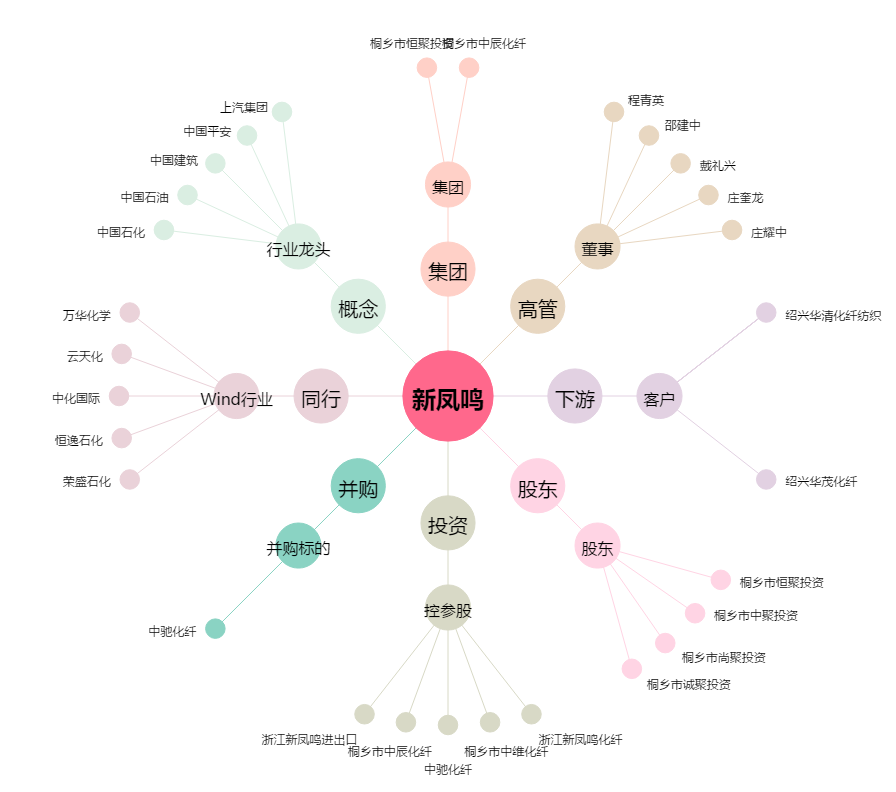 桐乡市恒聚投资
桐乡市中辰化纤
上汽集团
程青英
中国平安
邵建中
中国建筑
戴礼兴
集团
中国石油
庄奎龙
中国石化
庄耀中
行业龙头
董事
集团
概念
高管
万华化学
绍兴华清化纤纺织
云天化
中化国际
Wind行业
同行
新凤鸣
下游
客户
恒逸石化
荣盛石化
绍兴华茂化纤
并购
股东
投资
并购标的
股东
桐乡市恒聚投资
控参股
桐乡市中聚投资
中驰化纤
桐乡市尚聚投资
桐乡市诚聚投资
浙江新凤鸣进出口
桐乡市中辰化纤
中驰化纤
桐乡市中维化纤
浙江新凤鸣化纤